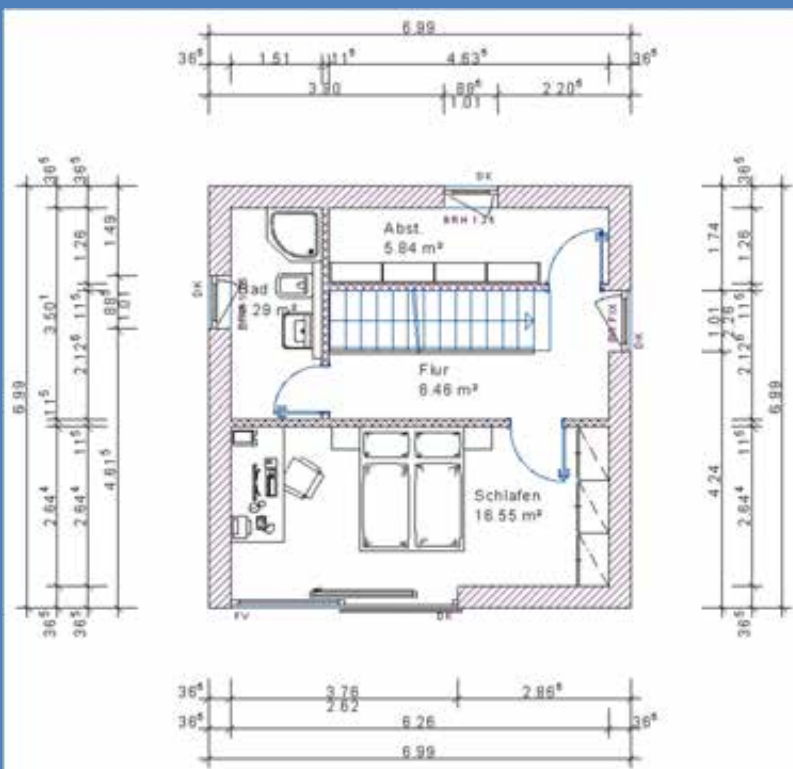 6.99
36⁵ 1.51 11⁵ 4.63⁵ 36⁵
3.90 88⁵ 2.20⁵
1.01
DK
BRH 1.26
Abst.
5.84 m²
Bad
DK
Flur
8.46 m²
DK
Schlafen
16.55 m²
FV
DK
36⁵ 36⁵
1.26 1.49
3.50¹ 11⁵ 88⁵
1.01
2.12⁶
6.99
11⁵ 11⁵
4.61⁵
2.64⁴ 2.64⁴
36⁵ 36⁵
36⁵
1.74 1.26
1.01 11⁵
2.26
2.12⁶
6.99
11⁵
4.24
2.64⁴
36⁵
36⁵ 3.76 2.86⁵
2.62
36⁵ 6.26 36⁵
6.99